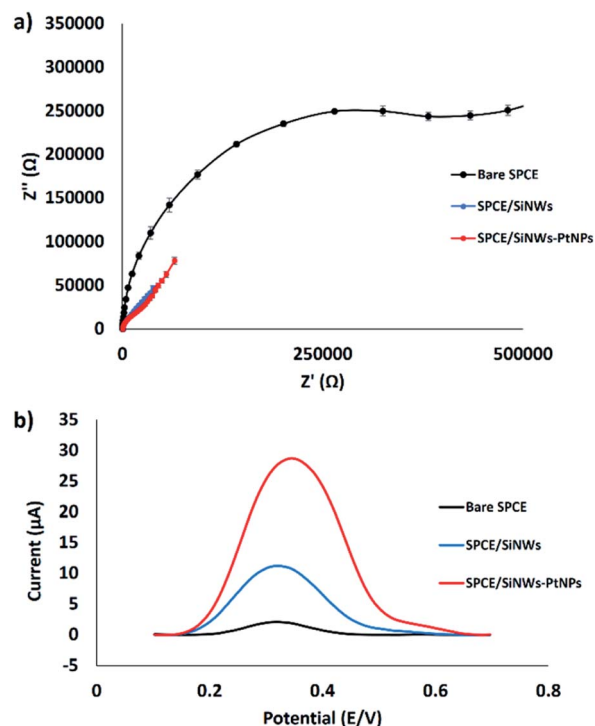 a)
350000
300000
250000
200000
150000
100000
50000
0
Z'' (Ω)
0
250000
500000
Z' (Ω)
Bare SPCE
SPCE/SiNWs
SPCE/SiNWs-PtNPs
b)
35
30
25
20
15
10
5
0
-5
Current (µA)
0
0.2
0.4
0.6
0.8
Potential (E/V)
Bare SPCE
SPCE/SiNWs
SPCE/SiNWs-PtNPs